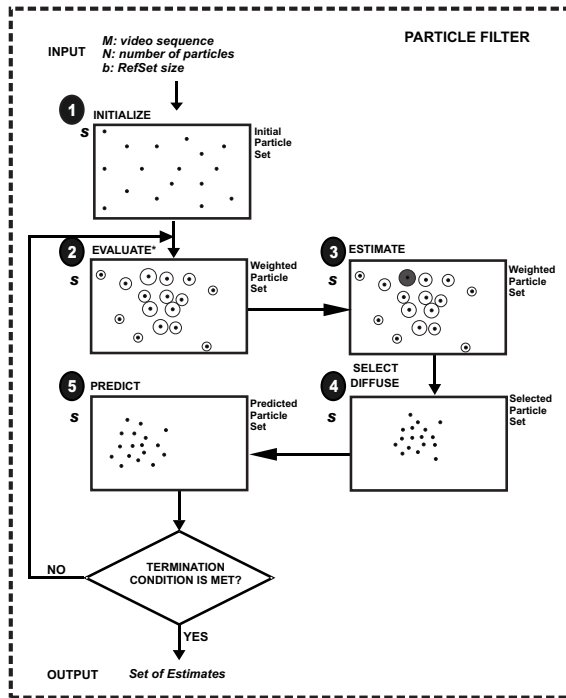 PARTICLE FILTER
INPUT
M: video sequence
N: number of particles
b: RefSet size
1
INITIALIZE
S
Initial
Particle
Set
2
EVALUATE*
S
Weighted
Particle
Set
3
ESTIMATE
S
Weighted
Particle
Set
5
PREDICT
S
Predicted
Particle
Set
SELECT
DIFFUSE
4
S
Selected
Particle
Set
TERMINATION
CONDITION IS MET?
NO
YES
OUTPUT
Set of Estimates